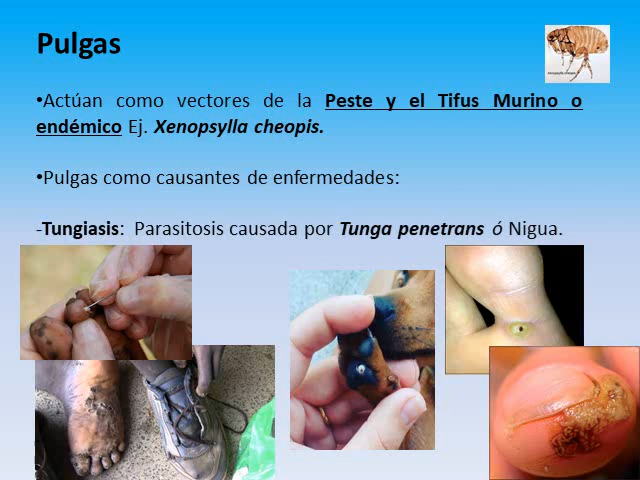 Pulgas
•Actúan como vectores de la Peste y el Tifus Murino o
endémico Ej. Xenopsylla cheopis.
•Pulgas como causantes de enfermedades:
-Tungiasis: Parasitosis causada por Tunga penetrans ó Nigua.